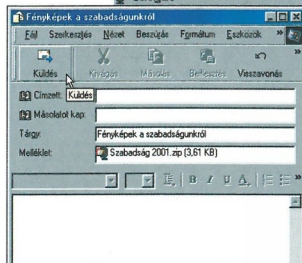 Fényképek a szabadságunkról
Fájl Szerkesztés Nézet Beszúrás Formátum Eszközök »
Küldés Kivágás Másolás Beillesztés Visszavonás »
Címzett: Küldés
Másolatot kap:
Tárgy: Fényképek a szabadságunkról
Melléklet: Szabadság 2001.zip (3,61 KB)
B I U A »